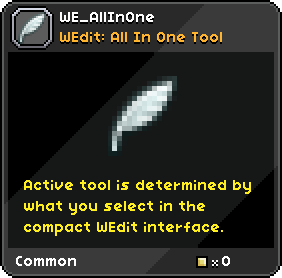 WE_AllInOne
WEdit: All In One Tool
Active tool is determined by
what you select in the
compact WEdit interface.
Common
x0